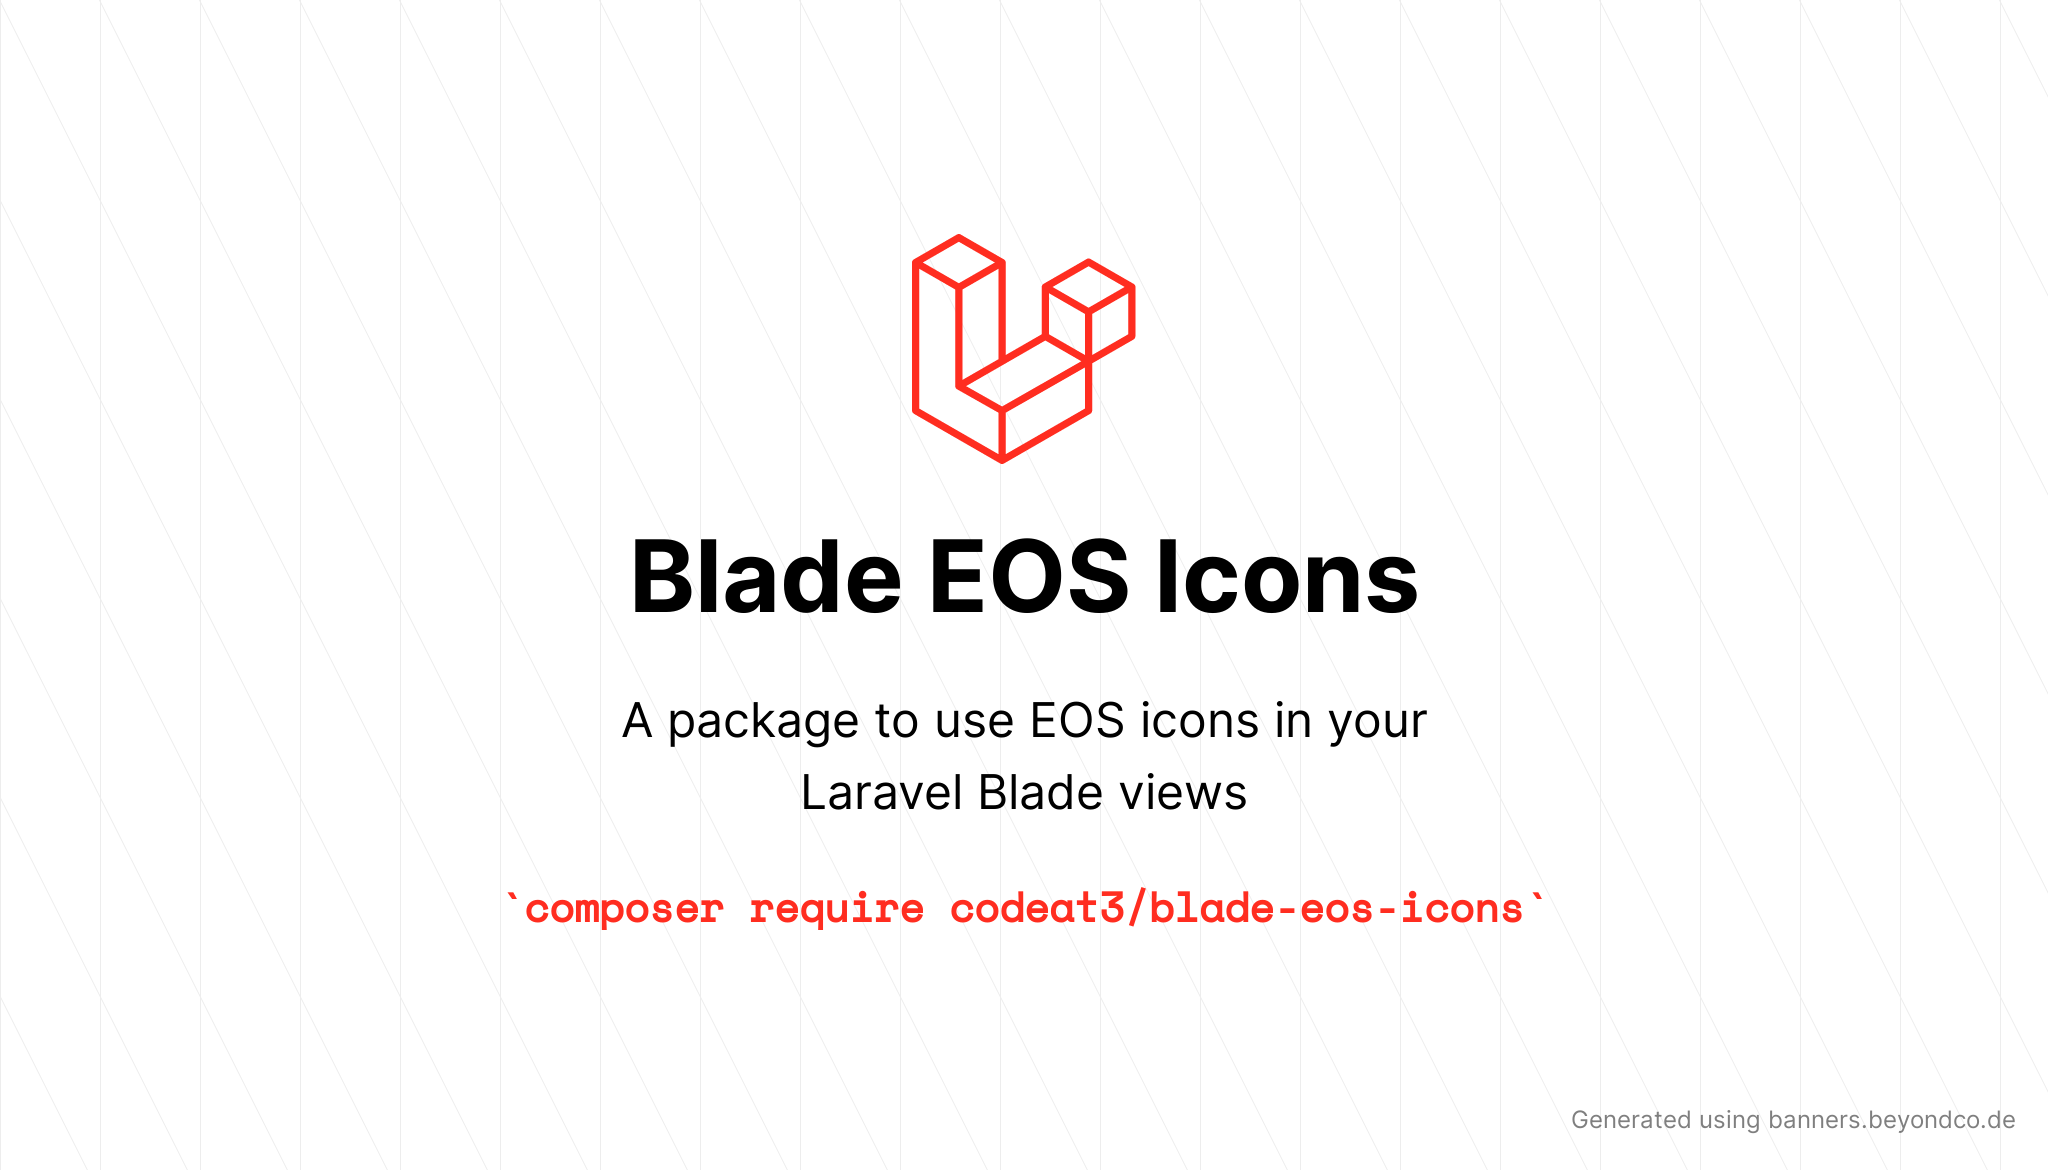 Blade EOS Icons
A package to use EOS icons in your
Laravel Blade views
`composer require codeat3/blade-eos-icons`
Generated using banners.beyondco.de